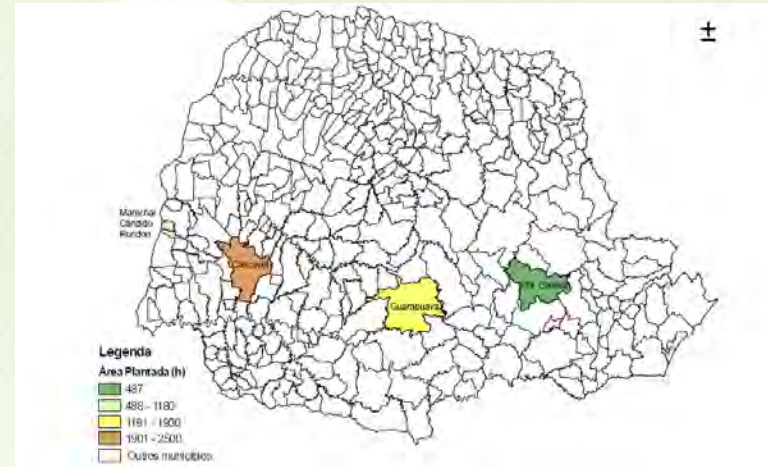 ±
Marechal
Cândido
Rondon
Cascavel
Guarapuava
Legenda
Área Plantada (h)
487
488 - 1180
1181 - 1900
1901 - 2500
Outros municípios